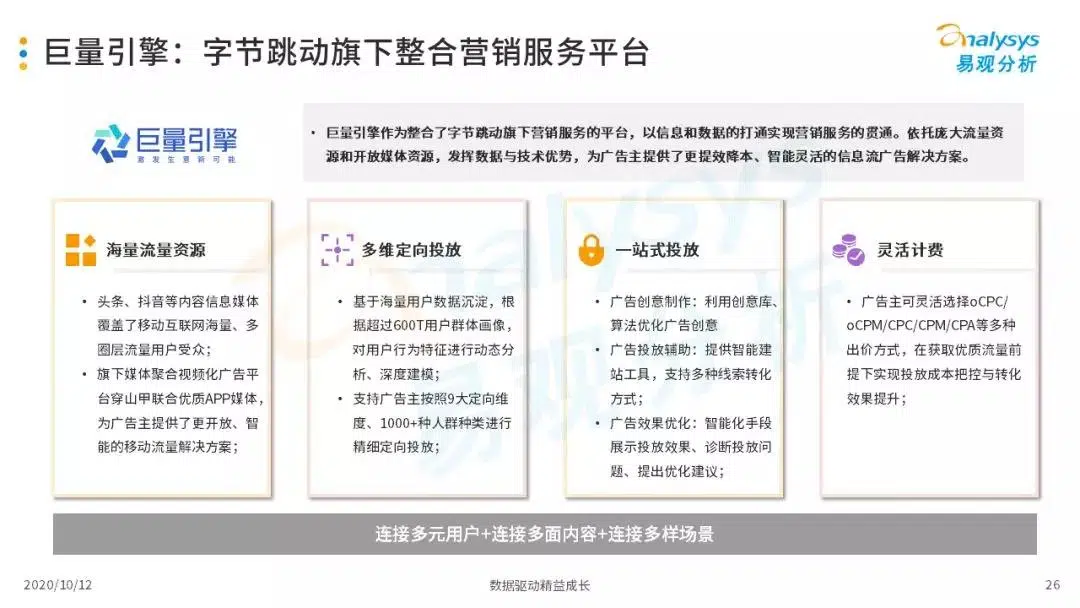 巨量引擎：字节跳动旗下整合营销服务平台
analysys
易观分析
巨量引擎
激发生意新可能
• 巨量引擎作为整合了字节跳动旗下营销服务的平台，以信息和数据的打通实现营销服务的贯通。依托庞大流量资
源和开放媒体资源，发挥数据与技术优势，为广告主提供了更提效降本、智能灵活的信息流广告解决方案。
海量流量资源
• 头条、抖音等内容信息媒体
覆盖了移动互联网海量、多
圈层流量用户受众；
• 旗下媒体聚合视频化广告平
台穿山甲联合优质APP媒体，
为广告主提供了更开放、智
能的移动流量解决方案；
多维定向投放
• 基于海量用户数据沉淀，根
据超过600T用户群体画像，
对用户行为特征进行动态分
析、深度建模；
• 支持广告主按照9大定向维
度、1000+种人群种类进行
精细定向投放；
一站式投放
• 广告创意制作：利用创意库、
算法优化广告创意
• 广告投放辅助：提供智能建
站工具，支持多种线索转化
方式；
• 广告效果优化：智能化手段
展示投放效果、诊断投放问
题、提出优化建议；
灵活计费
• 广告主可灵活选择oCPC/
oCPM/CPC/CPM/CPA等多种
出价方式，在获取优质流量前
提下实现投放成本把控与转化
效果提升；
连接多元用户+连接多面内容+连接多样场景
2020/10/12
数据驱动精益成长
26
analysys
易观分析